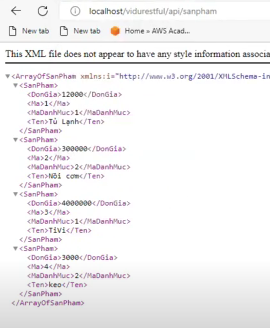 localhost/vidurestful/api/sanpham
New tab
New tab
Home » AWS Acad...
This XML file does not appear to have any style information associa
▼<ArrayOfSanPham xmlns:i="http://www.w3.org/2001/XMLSchema-in
▼<SanPham>
<DonGia>12000</DonGia>
<Ma>1</Ma>
<MaDanhMuc>1</MaDanhMuc>
<Ten>Tủ Lạnh</Ten>
</SanPham>
▼<SanPham>
<DonGia>300000</DonGia>
<Ma>2</Ma>
<MaDanhMuc>2</MaDanhMuc>
<Ten>Nồi cơm</Ten>
</SanPham>
▼<SanPham>
<DonGia>4000000</DonGia>
<Ma>3</Ma>
<MaDanhMuc>1</MaDanhMuc>
<Ten>TiVi</Ten>
</SanPham>
▼<SanPham>
<DonGia>3000</DonGia>
<Ma>4</Ma>
<MaDanhMuc>2</MaDanhMuc>
<Ten>keo</Ten>
</SanPham>
</ArrayOfSanPham>